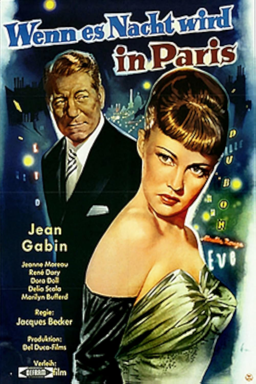 Wenn es Nacht wird
in Paris
Jean
Gabin
Jeanne Moreau
René Dary
Dora Doll
Delia Scala
Marilyn Bufferd
Regie:
Jacques Becker
Produktion:
Del Duca-Films
Verleih:
film